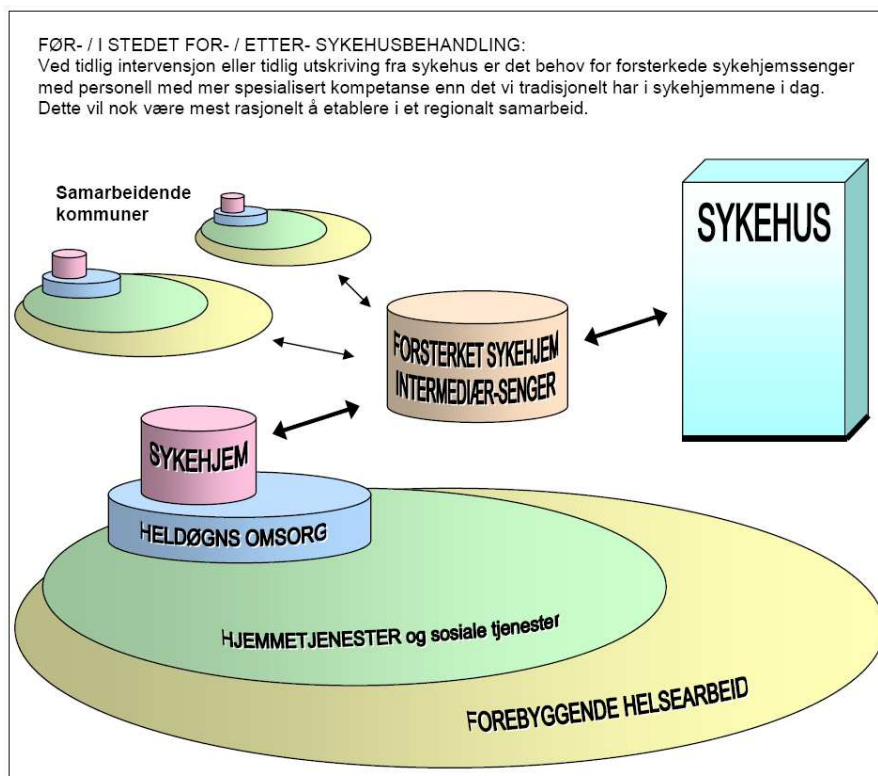 FØR- / I STEDET FOR- / ETTER- SYKEHUSBEHANDLING:
Ved tidlig intervensjon eller tidlig utskriving fra sykehus er det behov for forsterkede sykehjemssenger
med personell med mer spesialisert kompetanse enn det vi tradisjonelt har i sykehjemmene i dag.
Dette vil nok være mest rasjonelt å etablere i et regionalt samarbeid.
Samarbeidende
kommuner
SYKEHUS
FORSTERKET SYKEHJEM
INTERMEDIÆR-SENGER
SYKEHJEM
HELDØGNS OMSORG
HJEMMETJENESTER og sosiale tjenester
FOREBYGGENDE HELSEARBEID